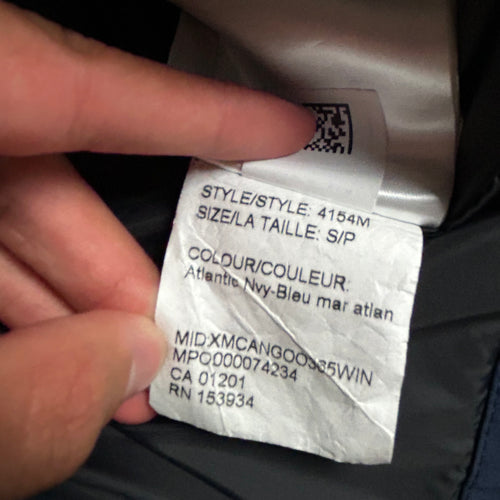 STYLE/STYLE: 4154M
SIZE/LA TAILLE: S/P
COLOUR/COULEUR:
Atlantic Nvy-Bleu mar atlan
MID:XMCANGOO335WIN
MPO000074234
CA 01201
RN 153934